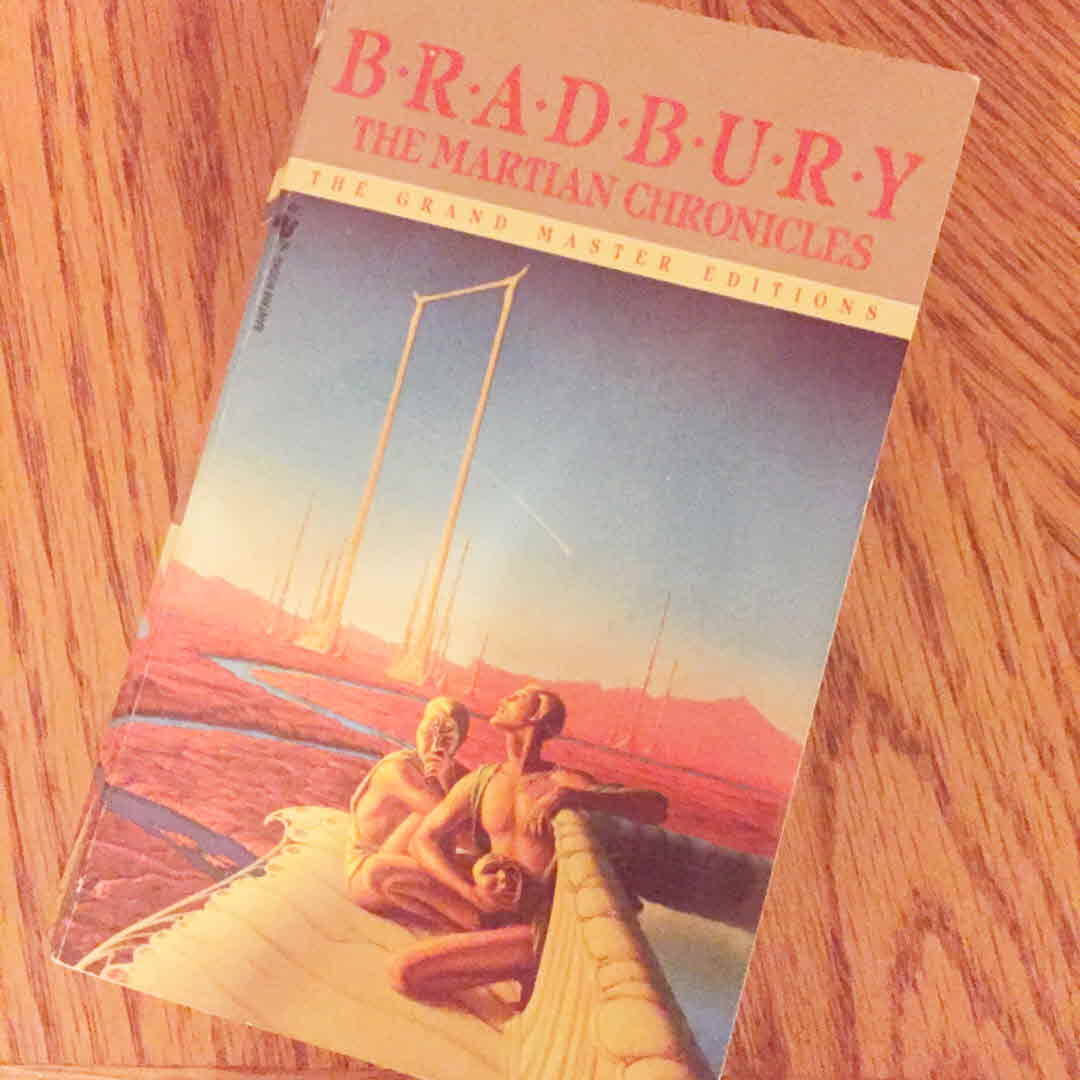 B·R·A·D·B·U·R·Y
THE MARTIAN CHRONICLES
THE GRAND MASTER EDITIONS